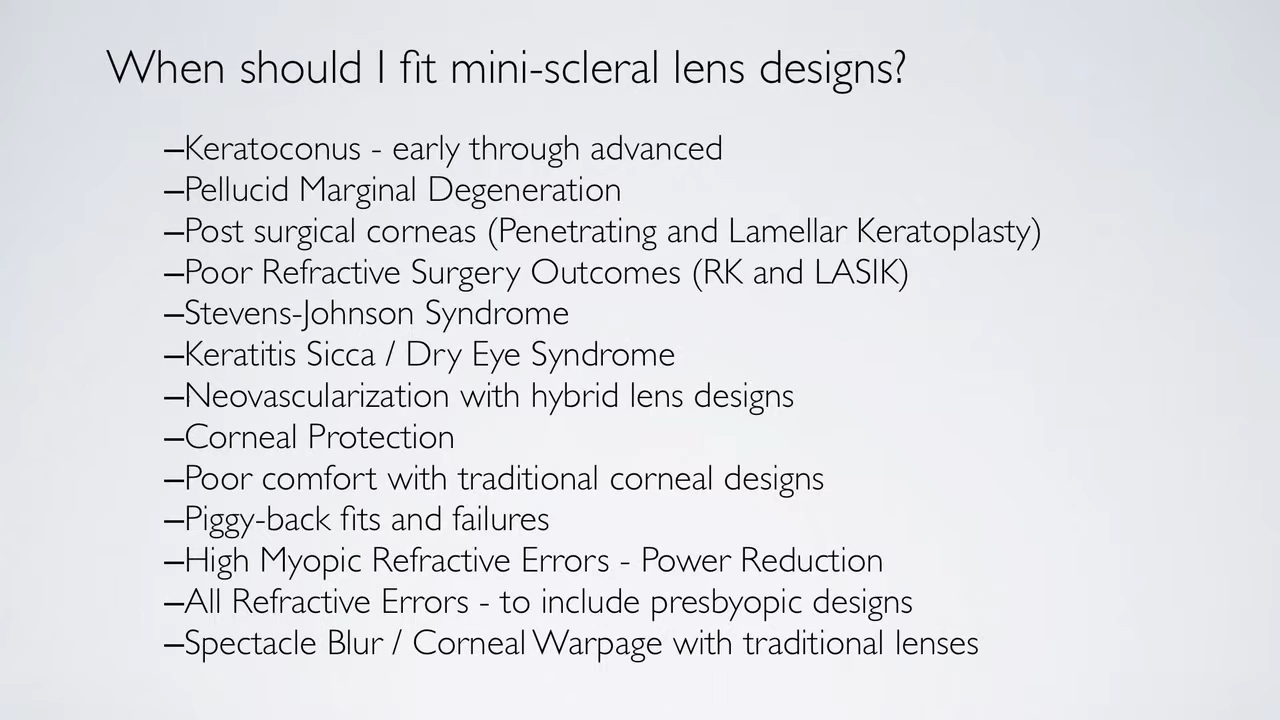 When should I fit mini-scleral lens designs?
–Keratoconus - early through advanced
–Pellucid Marginal Degeneration
–Post surgical corneas (Penetrating and Lamellar Keratoplasty)
–Poor Refractive Surgery Outcomes (RK and LASIK)
–Stevens-Johnson Syndrome
–Keratitis Sicca / Dry Eye Syndrome
–Neovascularization with hybrid lens designs
–Corneal Protection
–Poor comfort with traditional corneal designs
–Piggy-back fits and failures
–High Myopic Refractive Errors - Power Reduction
–All Refractive Errors - to include presbyopic designs
–Spectacle Blur / Corneal Warpage with traditional lenses